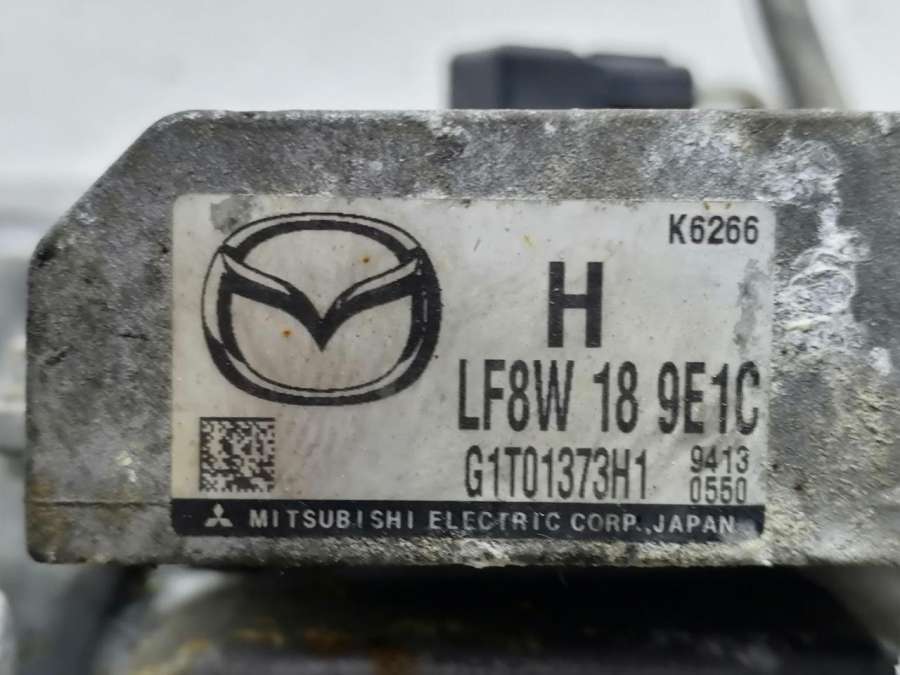 K6266
H
LF8W 18 9E1C
G1T01373H1
9413
0550
MITSUBISHI ELECTRIC CORP.,JAPAN